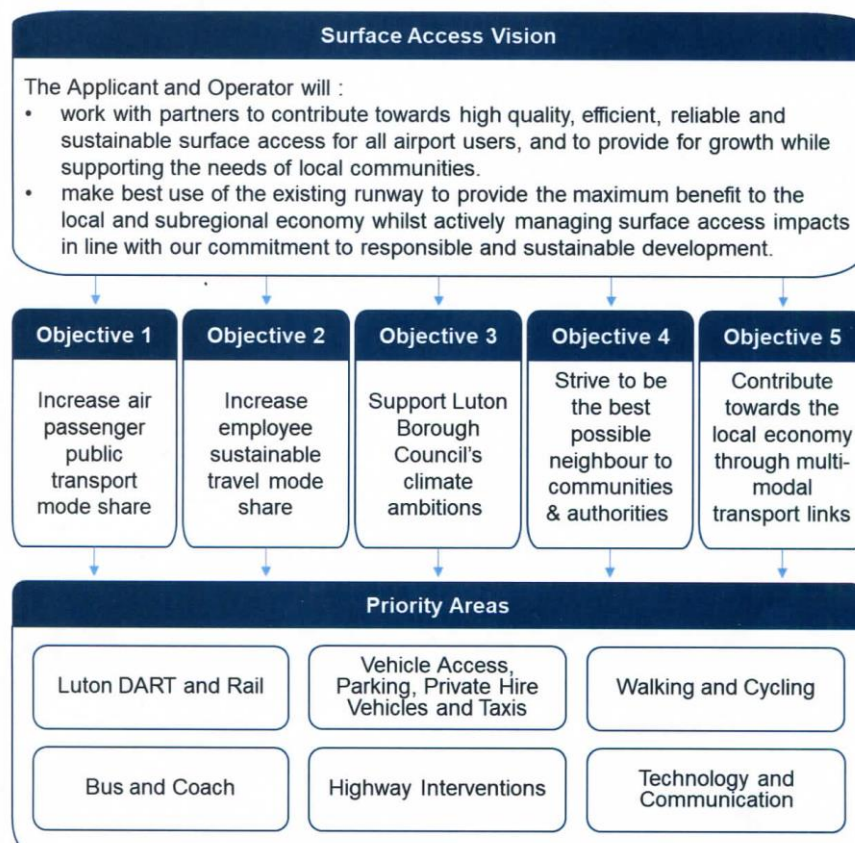 Surface Access Vision
The Applicant and Operator will :
• work with partners to contribute towards high quality, efficient, reliable and
sustainable surface access for all airport users, and to provide for growth while
supporting the needs of local communities.
• make best use of the existing runway to provide the maximum benefit to the
local and subregional economy whilst actively managing surface access impacts
in line with our commitment to responsible and sustainable development.
Objective 1
Increase air
passenger
public
transport
mode share
Objective 2
Increase
employee
sustainable
travel mode
share
Objective 3
Support Luton
Borough
Council's
climate
ambitions
Objective 4
Strive to be
the best
possible
neighbour to
communities
& authorities
Objective 5
Contribute
towards the
local economy
through multi-
modal
transport links
Priority Areas
Luton DART and Rail
Vehicle Access,
Parking, Private Hire
Vehicles and Taxis
Walking and Cycling
Bus and Coach
Highway Interventions
Technology and
Communication